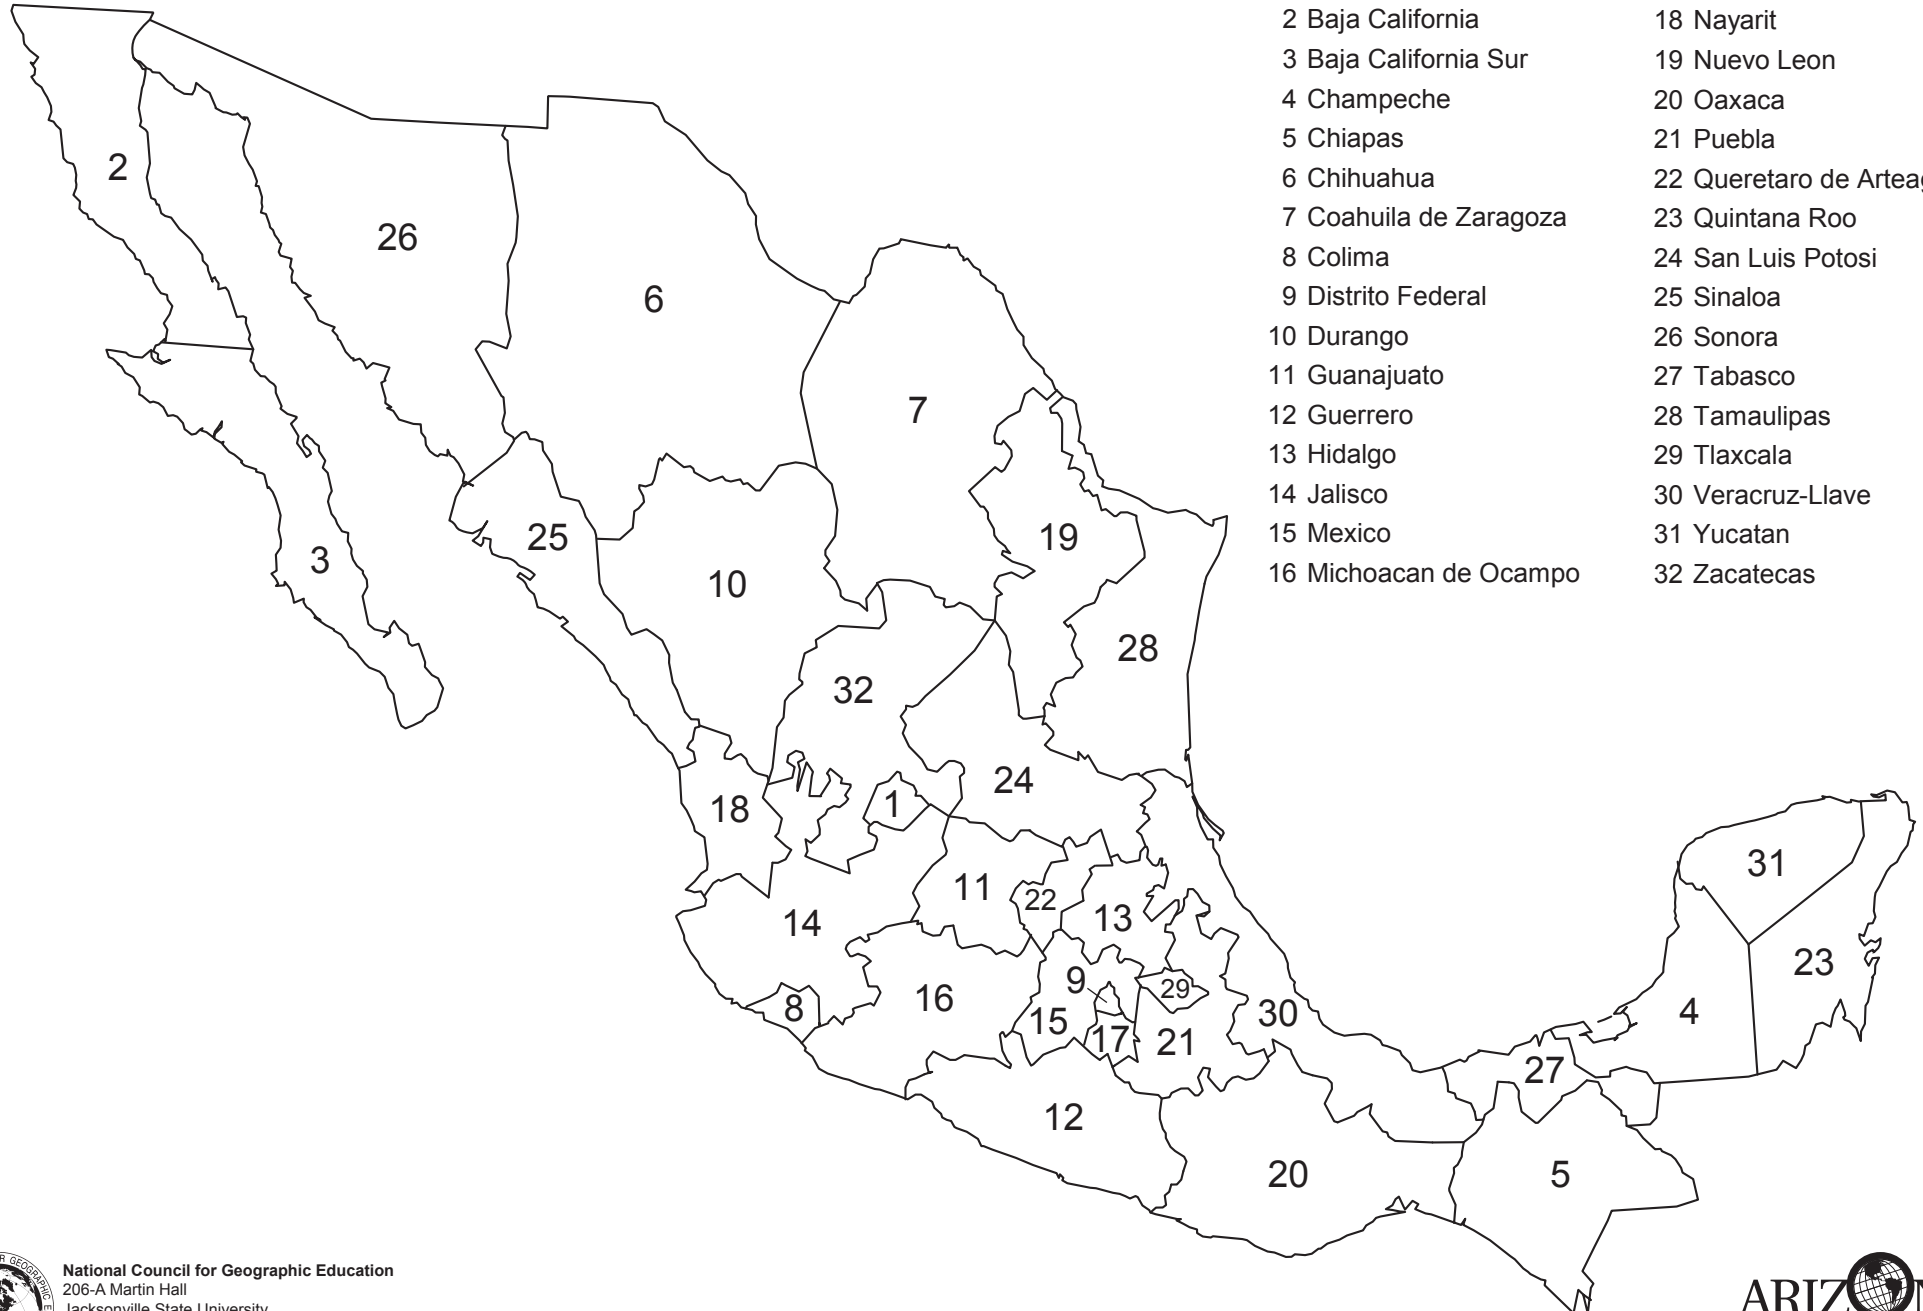 2 Baja California
3 Baja California Sur
4 Champeche
5 Chiapas
6 Chihuahua
7 Coahuila de Zaragoza
8 Colima
9 Distrito Federal
10 Durango
11 Guanajuato
12 Guerrero
13 Hidalgo
14 Jalisco
15 Mexico
16 Michoacan de Ocampo
18 Nayarit
19 Nuevo Leon
20 Oaxaca
21 Puebla
22 Queretaro de
23 Quintana Roo
24 San Luis Potosi
25 Sinaloa
26 Sonora
27 Tabasco
28 Tamaulipas
29 Tlaxcala
30 Veracruz-Llave
31 Yucatan
32 Zacatecas
2
26
6
7
3
25
10
19
28
32
18
1
24
14
11
22
13
8
16
9
15
17
29
21
30
12
20
27
5
4
31
23
National Council for Geographic Education
206-A Martin Hall
Jacksonville State University